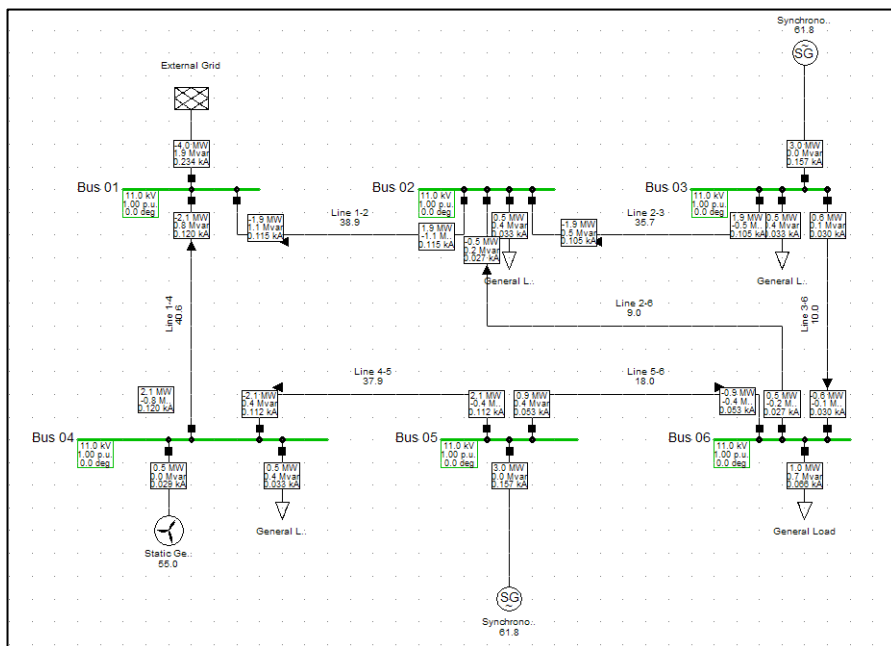 Synchrono..
61.8
SG
~
External Grid
-4.0 MW
1.9 Mvar
0.234 kA
3.0 MW
0.0 Mvar
0.157 kA
Bus 01
11.0 kV
1.00 p.u.
0.0 deg
-2.1 MW
0.8 Mvar
0.120 kA
-1.9 MW
1.1 Mvar
0.115 kA
Line 1-2
38.9
Bus 02
11.0 kV
1.00 p.u.
0.0 deg
1.9 MW
-1.1 M..
0.115 kA
-0.5 MW
0.2 Mvar
0.027 kA
0.5 MW
0.4 Mvar
0.033 kA
General L..
-1.9 MW
0.5 Mvar
0.105 kA
Line 2-3
35.7
Bus 03
11.0 kV
1.00 p.u.
0.0 deg
1.9 MW
-0.5 M..
0.105 kA
0.5 MW
0.4 Mvar
0.033 kA
General L..
0.6 MW
0.1 Mvar
0.030 kA
Line 1-4
40.6
Line 2-6
9.0
Line 3-6
10.0
2.1 MW
-0.8 M..
0.120 kA
-2.1 MW
0.4 Mvar
0.112 kA
Line 4-5
37.9
2.1 MW
-0.4 M..
0.112 kA
0.9 MW
0.4 Mvar
0.053 kA
Line 5-6
18.0
-0.9 MW
-0.4 M..
0.053 kA
0.5 MW
-0.2 M..
0.027 kA
-0.6 MW
-0.1 M..
0.030 kA
Bus 04
11.0 kV
1.00 p.u.
0.0 deg
0.5 MW
0.0 Mvar
0.029 kA
0.5 MW
0.4 Mvar
0.033 kA
Static Ge..
55.0
General L..
Bus 05
11.0 kV
1.00 p.u.
0.0 deg
3.0 MW
0.0 Mvar
0.157 kA
SG
~
Synchrono..
61.8
Bus 06
11.0 kV
1.00 p.u.
0.0 deg
1.0 MW
0.7 Mvar
0.066 kA
General Load